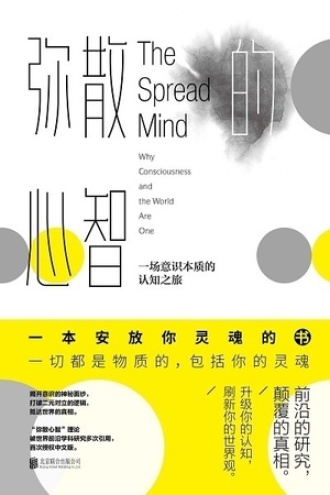 弥散的
心智
The
Spread
Mind
Why
Consciousness
and
the World
Are
One
一场意识本质的
认知之旅
一本安放你灵魂的书
一切都是物质的，包括你的灵魂
揭开意识的神秘面纱，
打破二元对立的逻辑，
抵达世界的真相。
“弥散心智”理论
被世界前沿学科研究多次引用，
首次授权中文版。
前沿的研究，
颠覆的真相。
升级你的认知，
刷新你的世界观。
北京联合出版公司